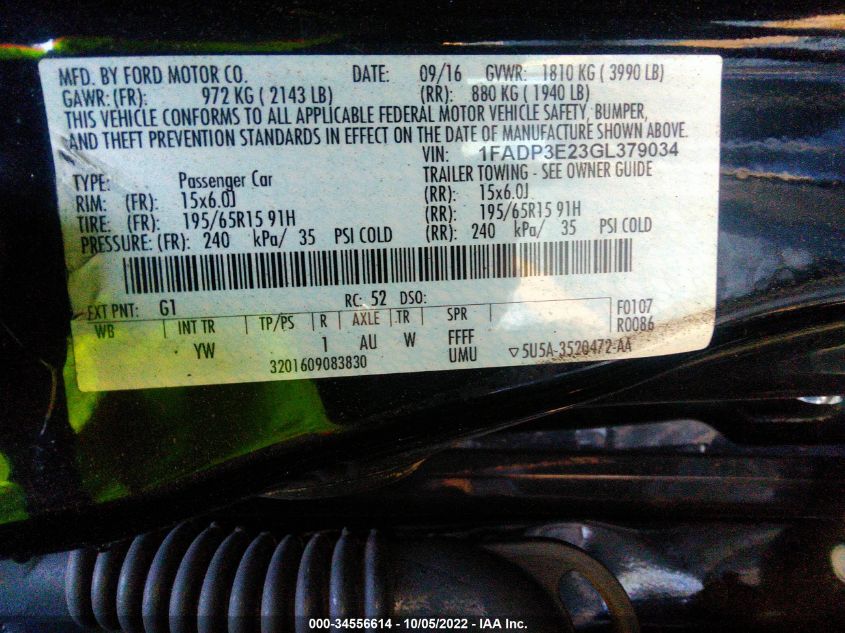 MFD. BY FORD MOTOR CO. DATE: 09/16 GVWR: 1810 KG ( 3990 LB)
GAWR: (FR): 972 KG ( 2143 LB) (RR): 880 KG ( 1940 LB)
THIS VEHICLE CONFORMS TO ALL APPLICABLE FEDERAL MOTOR VEHICLE SAFETY, BUMPER,
AND THEFT PREVENTION STANDARDS IN EFFECT ON THE DATE OF MANUFACTURE SHOWN ABOVE.
VIN: 1FADP3E23GL379034
TYPE: Passenger Car TRAILER TOWING - SEE OWNER GUIDE
RIM: (FR): 15x6.0J (RR): 15x6.0J
TIRE: (FR): 195/65R15 91H (RR): 195/65R15 91H
PRESSURE: (FR): 240 kPa/ 35 PSI COLD (RR): 240 kPa/ 35 PSI COLD
EXT PNT: G1 RC: 52 DSO: F0107
WB INT TR TP/PS R AXLE TR SPR R0086
YW 1 AU W FFFF
3201609083830 UMU ▽5U5A-3520472-AA
000-34556614 - 10/05/2022 - IAA Inc.